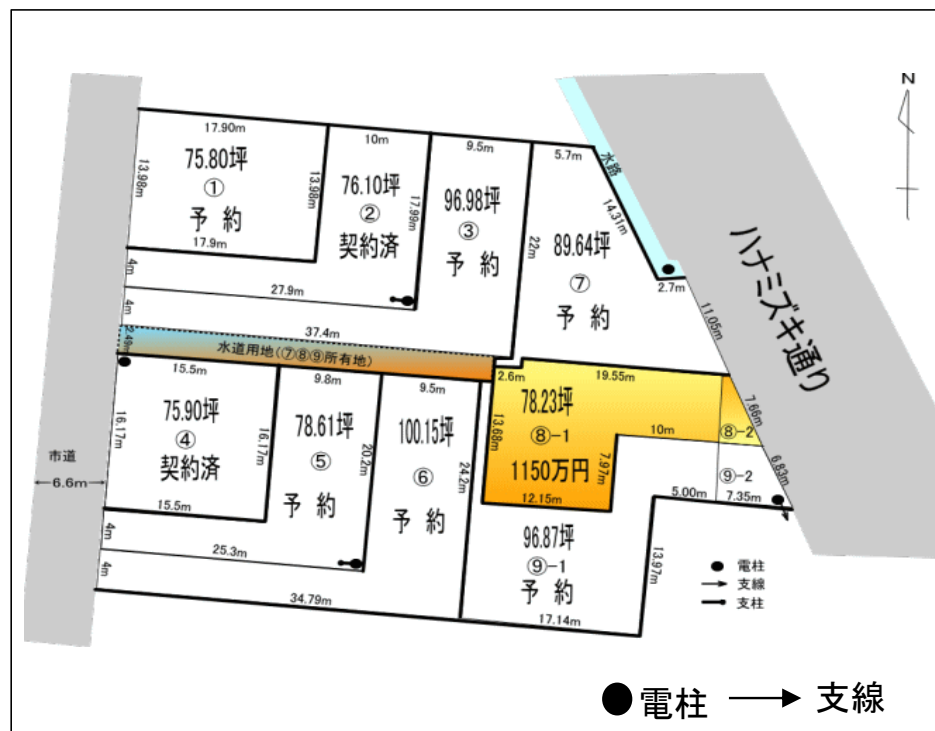 N
17.90m
10m
9.5m
5.7m
水路
13.98m
75.80坪
①
予 約
13.98m
17.9m
76.10坪
②
契約済
17.99m
96.98坪
③
予 約
22m
14.31m
89.64坪
⑦
予 約
2.7m
ハナミズキ通り
11.05m
4m
27.9m
4m
37.4m
2.49m
水道用地(⑦⑧⑨所有地)
15.5m
9.8m
9.5m
2.6m
19.55m
7.66m
16.17m
75.90坪
④
契約済
16.17m
15.5m
78.61坪
⑤
予 約
20.2m
100.15坪
⑥
予 約
24.2m
13.68m
78.23坪
⑧-1
1150万円
12.15m
7.97m
10m
⑧-2
6.83m
⑨-2
5.00m
7.35m
市道
6.6m
4m
25.3m
4m
34.79m
96.87坪
⑨-1
予 約
13.97m
17.14m
電柱
支線
支柱
電柱
支線